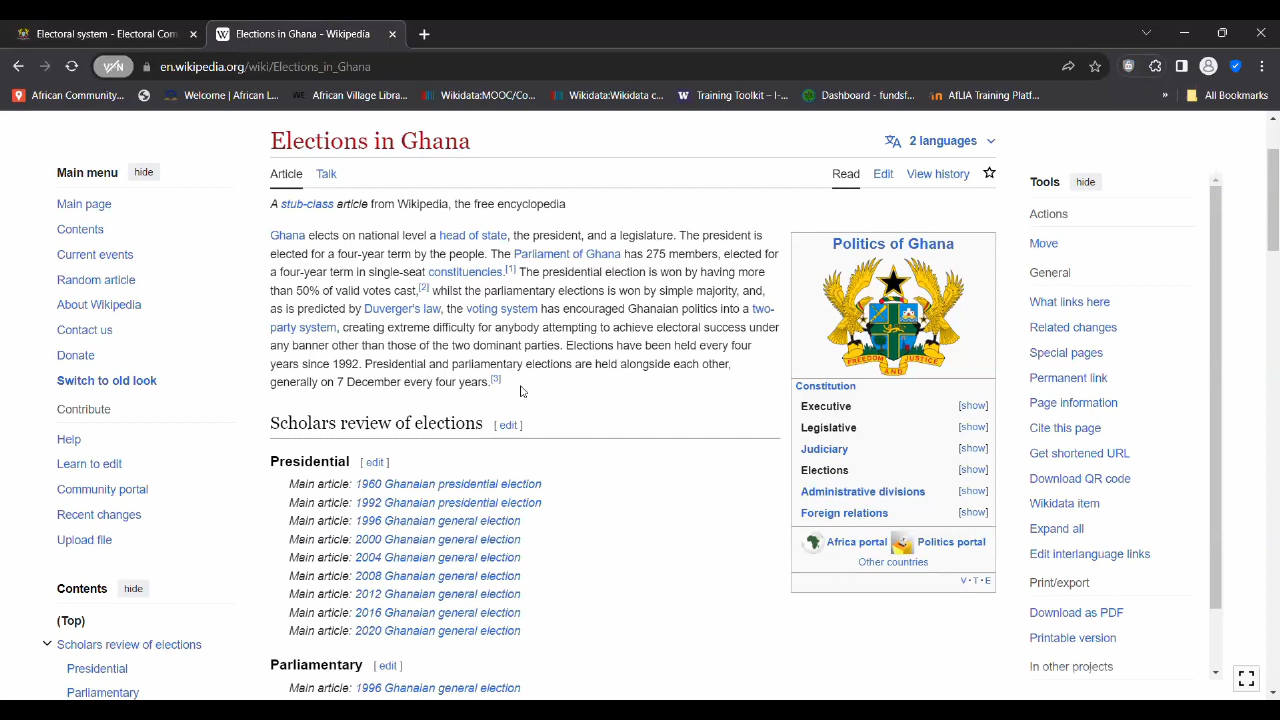 Electoral system - Electoral Com
Elections in Ghana - Wikipedia
VPN
en.wikipedia.org/wiki/Elections_in_Ghana
African Community...
Welcome | African L...
WE African Village Libra...
Wikidata:MOOC/Co...
Wikidata:Wikidata c...
W Training Toolkit – I-...
Dashboard - fundsf...
AfLIA Training Platf...
»
All Bookmarks
Elections in Ghana
2 languages
Article Talk
Read Edit View history
A stub-class article from Wikipedia, the free encyclopedia
Ghana elects on national level a head of state, the president, and a legislature. The president is
elected for a four-year term by the people. The Parliament of Ghana has 275 members, elected for
a four-year term in single-seat constituencies.[1] The presidential election is won by having more
than 50% of valid votes cast,[2] whilst the parliamentary elections is won by simple majority, and,
as is predicted by Duverger's law, the voting system has encouraged Ghanaian politics into a two-
party system, creating extreme difficulty for anybody attempting to achieve electoral success under
any banner other than those of the two dominant parties. Elections have been held every four
years since 1992. Presidential and parliamentary elections are held alongside each other,
generally on 7 December every four years.[3]
Scholars review of elections [ edit ]
Presidential [ edit ]
Main article: 1960 Ghanaian presidential election
Main article: 1992 Ghanaian presidential election
Main article: 1996 Ghanaian general election
Main article: 2000 Ghanaian general election
Main article: 2004 Ghanaian general election
Main article: 2008 Ghanaian general election
Main article: 2012 Ghanaian general election
Main article: 2016 Ghanaian general election
Main article: 2020 Ghanaian general election
Parliamentary [ edit ]
Main article: 1996 Ghanaian general election
Main menu hide
Main page
Contents
Current events
Random article
About Wikipedia
Contact us
Donate
Switch to old look
Contribute
Help
Learn to edit
Community portal
Recent changes
Upload file
Contents hide
(Top)
Scholars review of elections
Presidential
Parliamentary
Politics of Ghana
FREEDOM AND JUSTICE
Constitution
Executive [show]
Legislative [show]
Judiciary [show]
Elections [show]
Administrative divisions [show]
Foreign relations [show]
Africa portal Politics portal
Other countries
V · T · E
Tools hide
Actions
Move
General
What links here
Related changes
Special pages
Permanent link
Page information
Cite this page
Get shortened URL
Download QR code
Wikidata item
Expand all
Edit interlanguage links
Print/export
Download as PDF
Printable version
In other projects